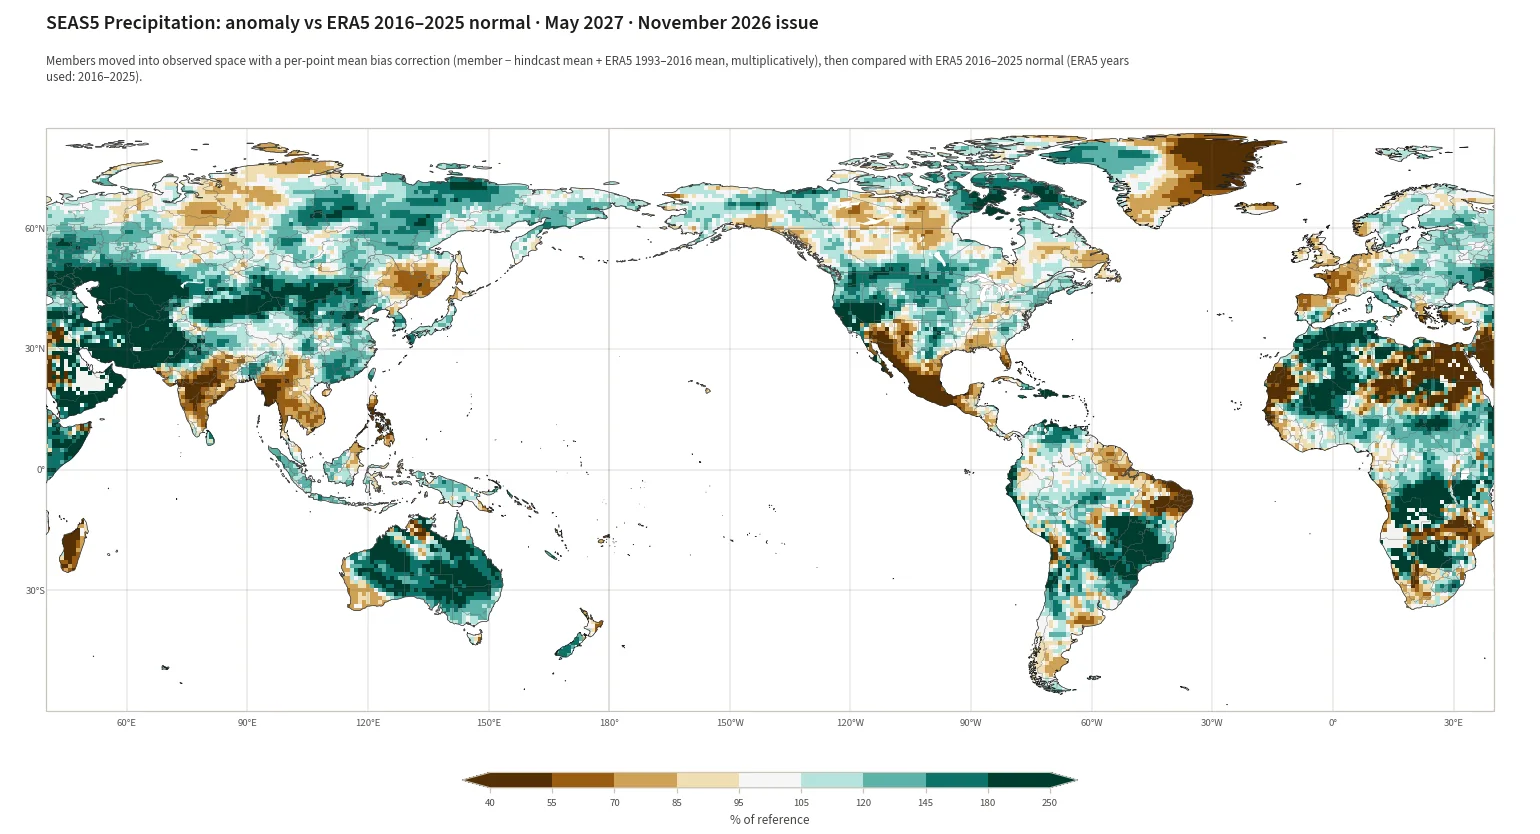 SEAS5 Precipitation: anomaly vs ERA5 2016–2025 normal · May 2027 · November 2026 issue
Members moved into observed space with a per-point mean bias correction (member − hindcast mean + ERA5 1993–2016 mean, multiplicatively), then compared with ERA5 2016–2025 normal (ERA5 years
used: 2016–2025).
60°N
30°N
0°
30°S
60°E 90°E 120°E 150°E 180° 150°W 120°W 90°W 60°W 30°W 0° 30°E
40 55 70 85 95 105 120 145 180 250
% of reference